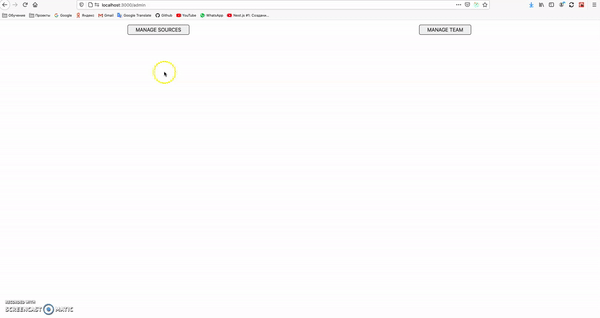 localhost:3000/admin
Обучение Проекты Google Яндекс Gmail Google Translate Github YouTube WhatsApp Nest.js #1. Создани...
MANAGE SOURCES MANAGE TEAM
RECORDED WITH
SCREENCAST MATIC